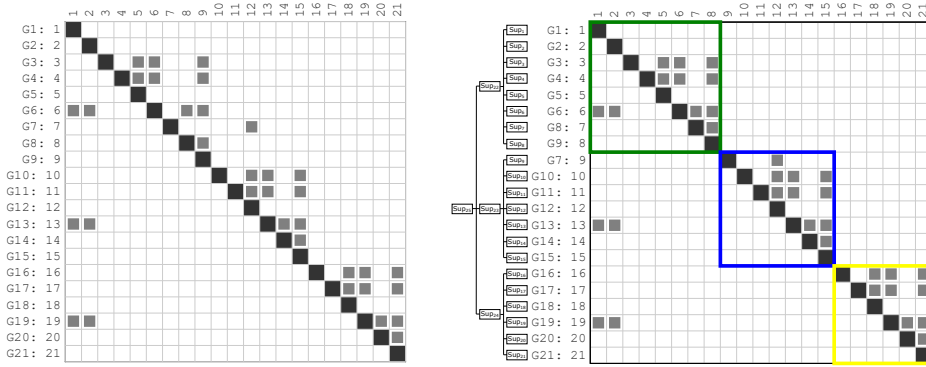 1 2 3 4 5 6 7 8 9 10 11 12 13 14 15 16 17 18 19 20 21
G1: 1
G2: 2
G3: 3
G4: 4
G5: 5
G6: 6
G7: 7
G8: 8
G9: 9
G10: 10
G11: 11
G12: 12
G13: 13
G14: 14
G15: 15
G16: 16
G17: 17
G18: 18
G19: 19
G20: 20
G21: 21
1 2 3 4 5 6 7 8 9 10 11 12 13 14 15 16 17 18 19 20 21
Sup₁ G1: 1
Sup₂ G2: 2
Sup₃ G3: 3
Sup₄ G4: 4
Sup₂₂
Sup₅ G5: 5
Sup₆ G6: 6
Sup₇ G8: 7
Sup₈ G9: 8
Sup₉ G7: 9
Sup₁₀ G10: 10
Sup₁₁ G11: 11
Sup₂₅ Sup₂₃ Sup₁₂ G12: 12
Sup₁₃ G13: 13
Sup₁₄ G14: 14
Sup₁₅ G15: 15
Sup₁₆ G16: 16
Sup₁₇ G17: 17
Sup₁₈ G18: 18
Sup₂₄
Sup₁₉ G19: 19
Sup₂₀ G20: 20
Sup₂₁ G21: 21